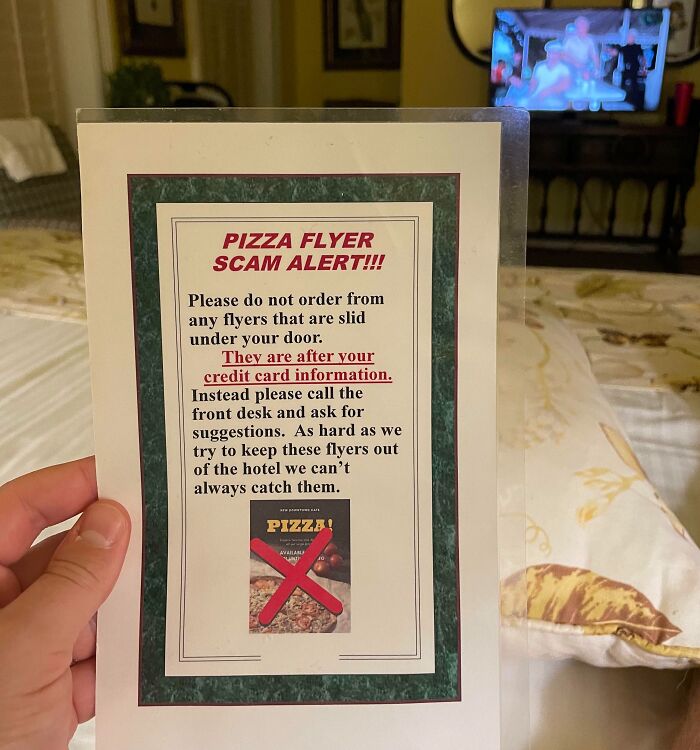 PIZZA FLYER
SCAM ALERT!!!
Please do not order from
any flyers that are slid
under your door.
They are after your
credit card information.
Instead please call the
front desk and ask for
suggestions. As hard as we
try to keep these flyers out
of the hotel we can't
always catch them.
PIZZA!